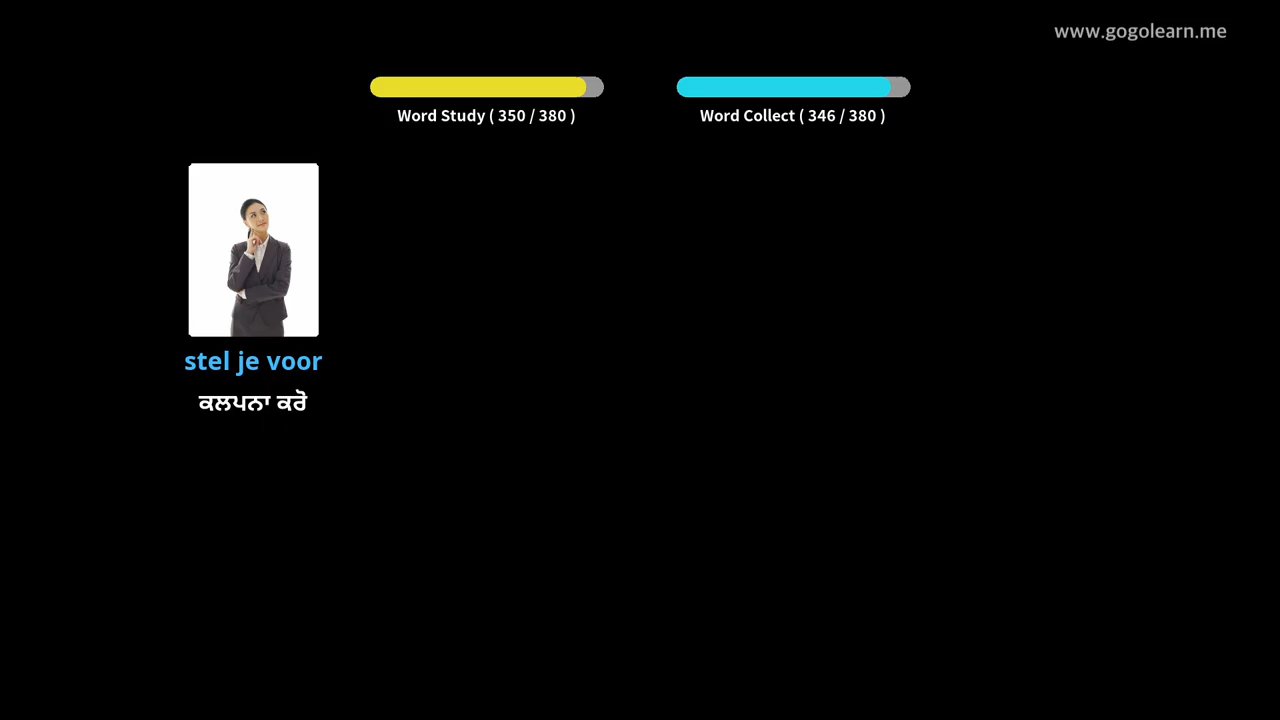 www.gogolearn.me
Word Study ( 350 / 380 )
Word Collect ( 346 / 380 )
stel je voor
ਕਲਪਨਾ ਕਰੋ